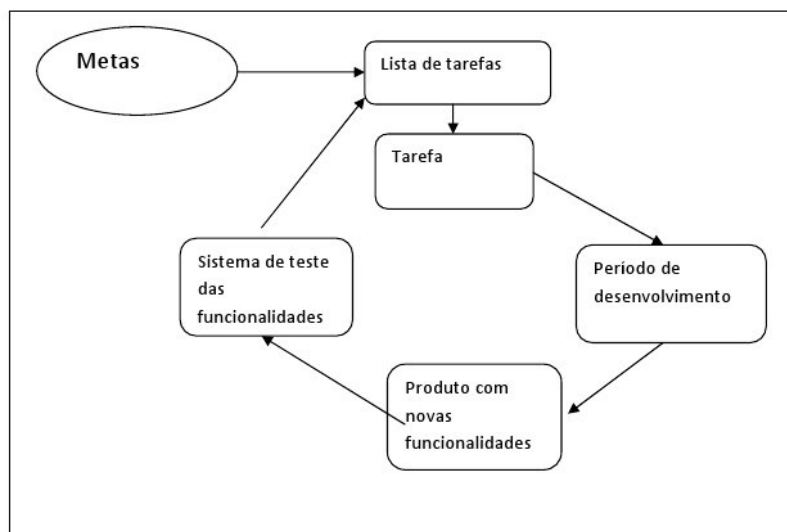 Metas
Lista de tarefas
Tarefa
Período de
desenvolvimento
Produto com
novas
funcionalidades
Sistema de teste
das
funcionalidades